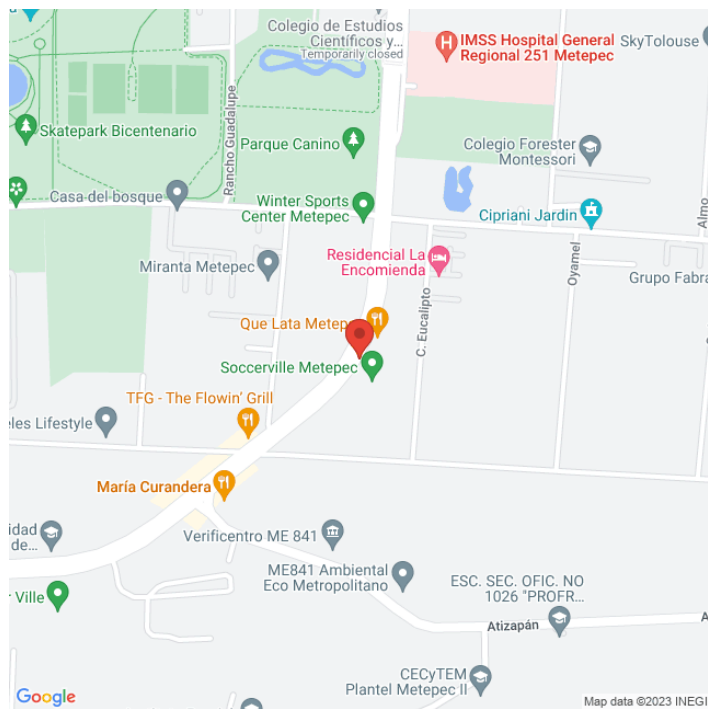 Colegio de Estudios
Científicos y...
Temporarily closed
IMSS Hospital General
Regional 251 Metepec
SkyTolouse
Rancho Guadalupe
Skatepark Bicentenario
Parque Canino
Colegio Forester
Montessori
Casa del bosque
Winter Sports
Center Metepec
Cipriani Jardin
Almo
Miranta Metepec
Residencial La
Encomienda
Oyamel
Grupo Fabra
C. Eucalipto
Que Lata Metepec
Soccerville Metepec
TFG - The Flowin' Grill
eles Lifestyle
María Curandera
idad
de...
Verificentro ME 841
ME841 Ambiental
Eco Metropolitano
ESC. SEC. OFIC. NO
1026 "PROFR...
r Ville
Atizapán
A
CECyTEM
Plantel Metepec II
Google
Map data ©2023 INEGI